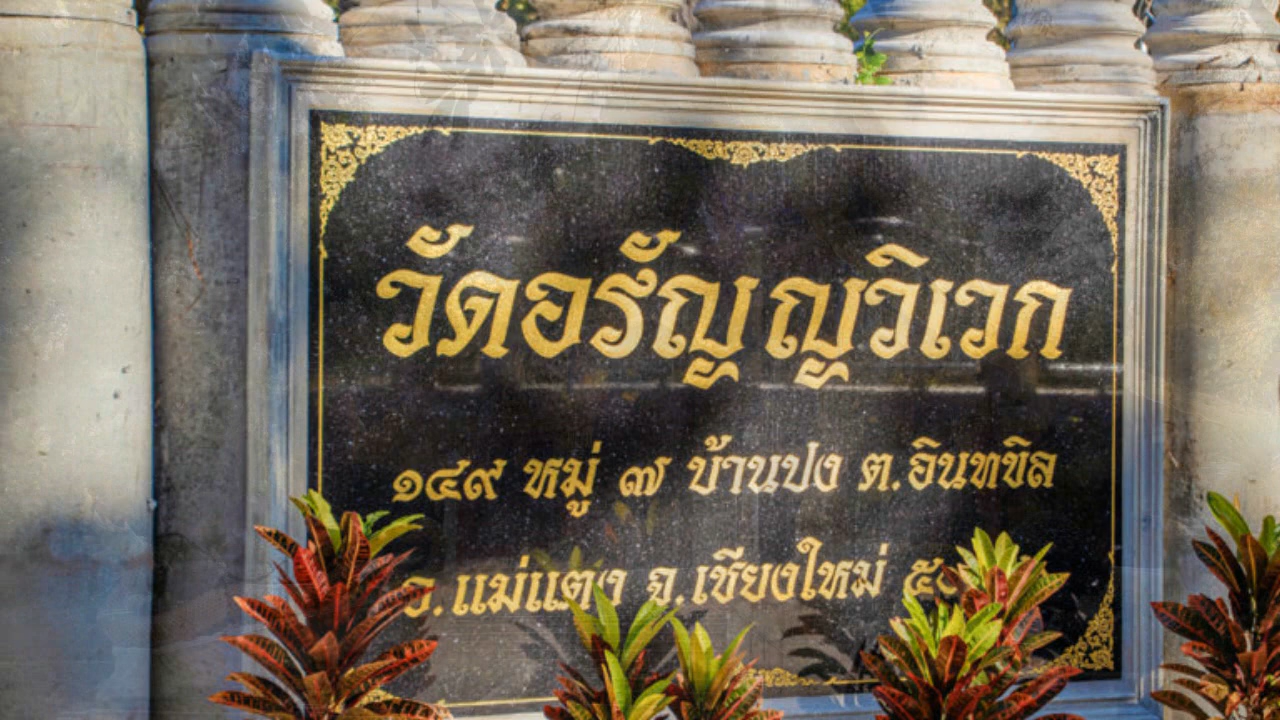 วัดอรัญญวิเวก
๑๔๙ หมู่ ๗ บ้านปง ต.อินทขิล
อ.แม่แตง จ.เชียงใหม่